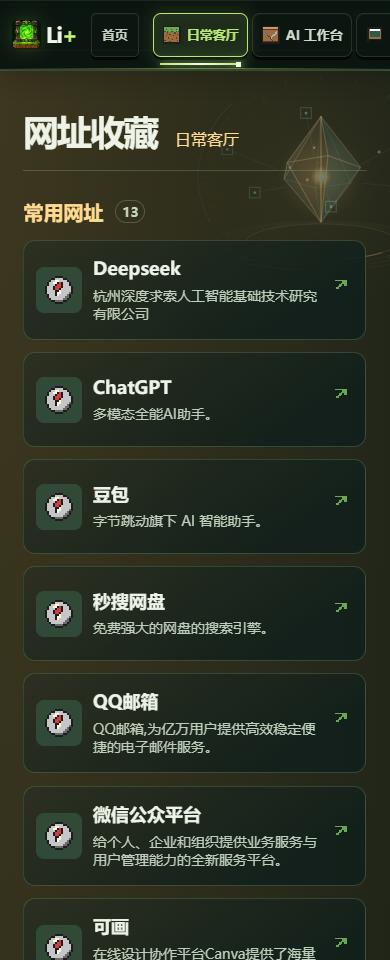 Li+
首页
日常客厅
AI 工作台
网址收藏
日常客厅
常用网址
13
Deepseek
杭州深度求索人工智能基础技术研究
有限公司
ChatGPT
多模态全能AI助手。
豆包
字节跳动旗下 AI 智能助手。
秒搜网盘
免费强大的网盘的搜索引擎。
QQ邮箱
QQ邮箱,为亿万用户提供高效稳定便
捷的电子邮件服务。
微信公众平台
给个人、企业和组织提供业务服务与
用户管理能力的全新服务平台。
可画
在线设计协作平台Canva提供了海量